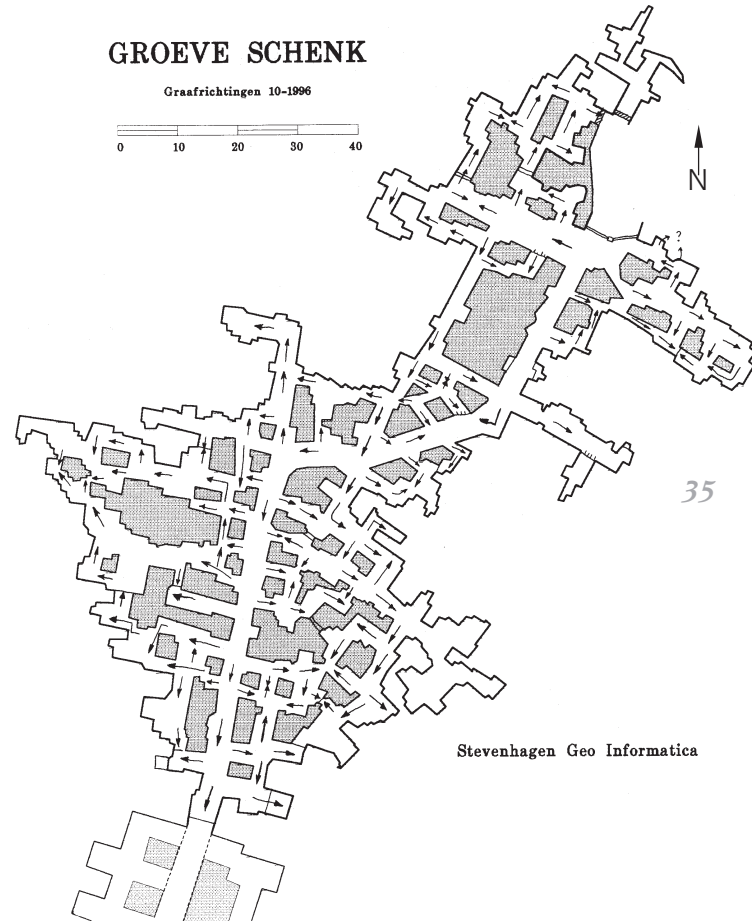 GROEVE SCHENK
Graafrichtingen 10-1996
0 10 20 30 40
N
?
35
Stevenhagen Geo Informatica